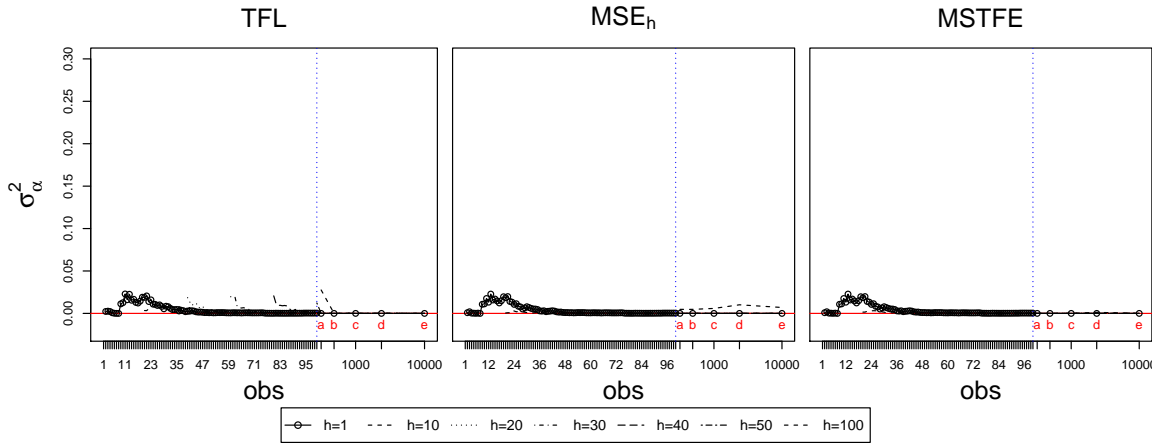 TFL MSEh MSTFE
σ²α
0.00 0.05 0.10 0.15 0.20 0.25 0.30
a b c d e a b c d e a b c d e
1 11 23 35 47 59 71 83 95 1000 10000 1 12 24 36 48 60 72 84 96 1000 10000 1 12 24 36 48 60 72 84 96 1000 10000
obs obs obs
h=1 h=10 h=20 h=30 h=40 h=50 h=100